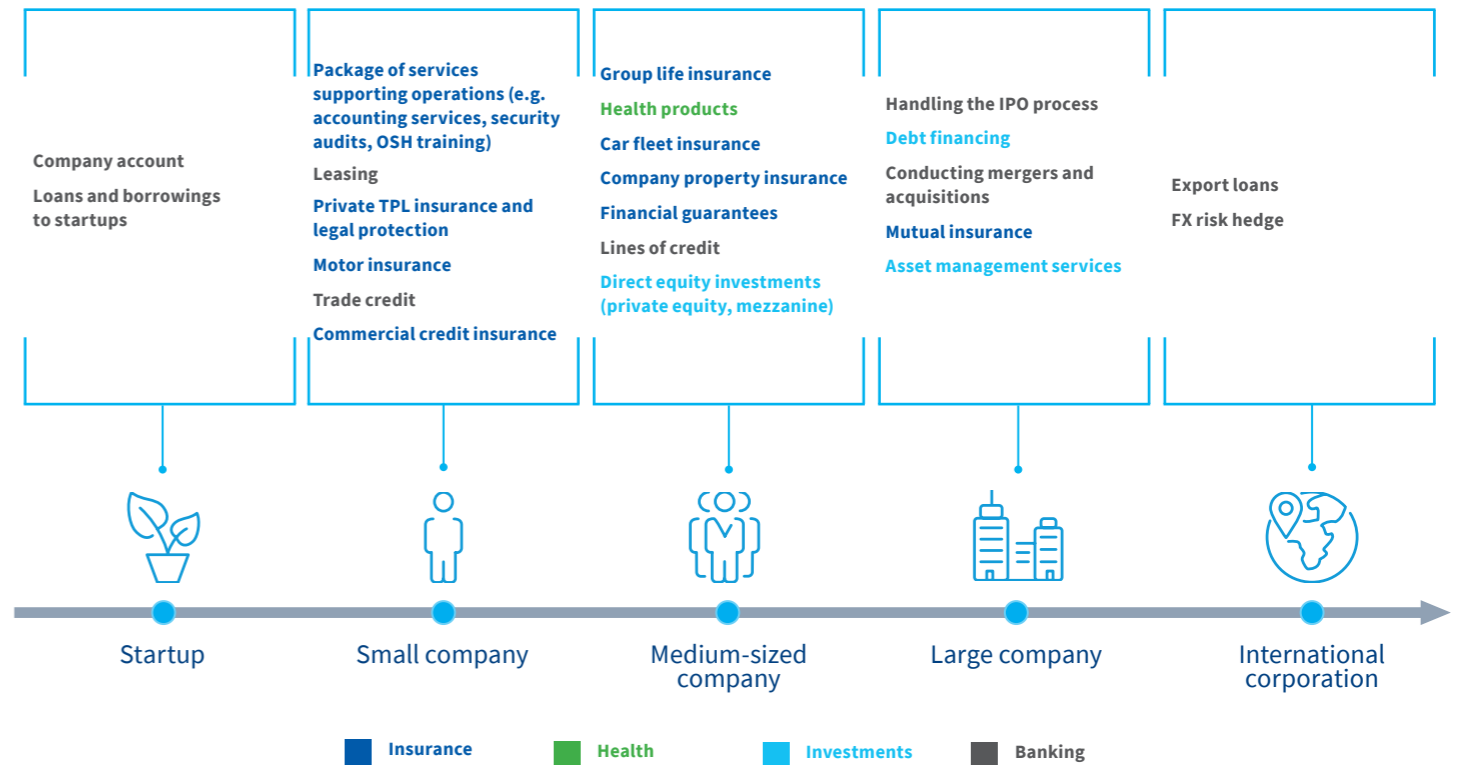 Company account
Loans and borrowings
to startups
Package of services
supporting operations (e.g.
accounting services, security
audits, OSH training)
Leasing
Private TPL insurance and
legal protection
Motor insurance
Trade credit
Commercial credit insurance
Group life insurance
Health products
Car fleet insurance
Company property insurance
Financial guarantees
Lines of credit
Direct equity investments
(private equity, mezzanine)
Handling the IPO process
Debt financing
Conducting mergers and
acquisitions
Mutual insurance
Asset management services
Export loans
FX risk hedge
Startup
Small company
Medium-sized
company
Large company
International
corporation
Insurance
Health
Investments
Banking